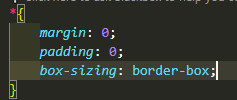 *{
margin: 0;
padding: 0;
box-sizing: border-box;
}